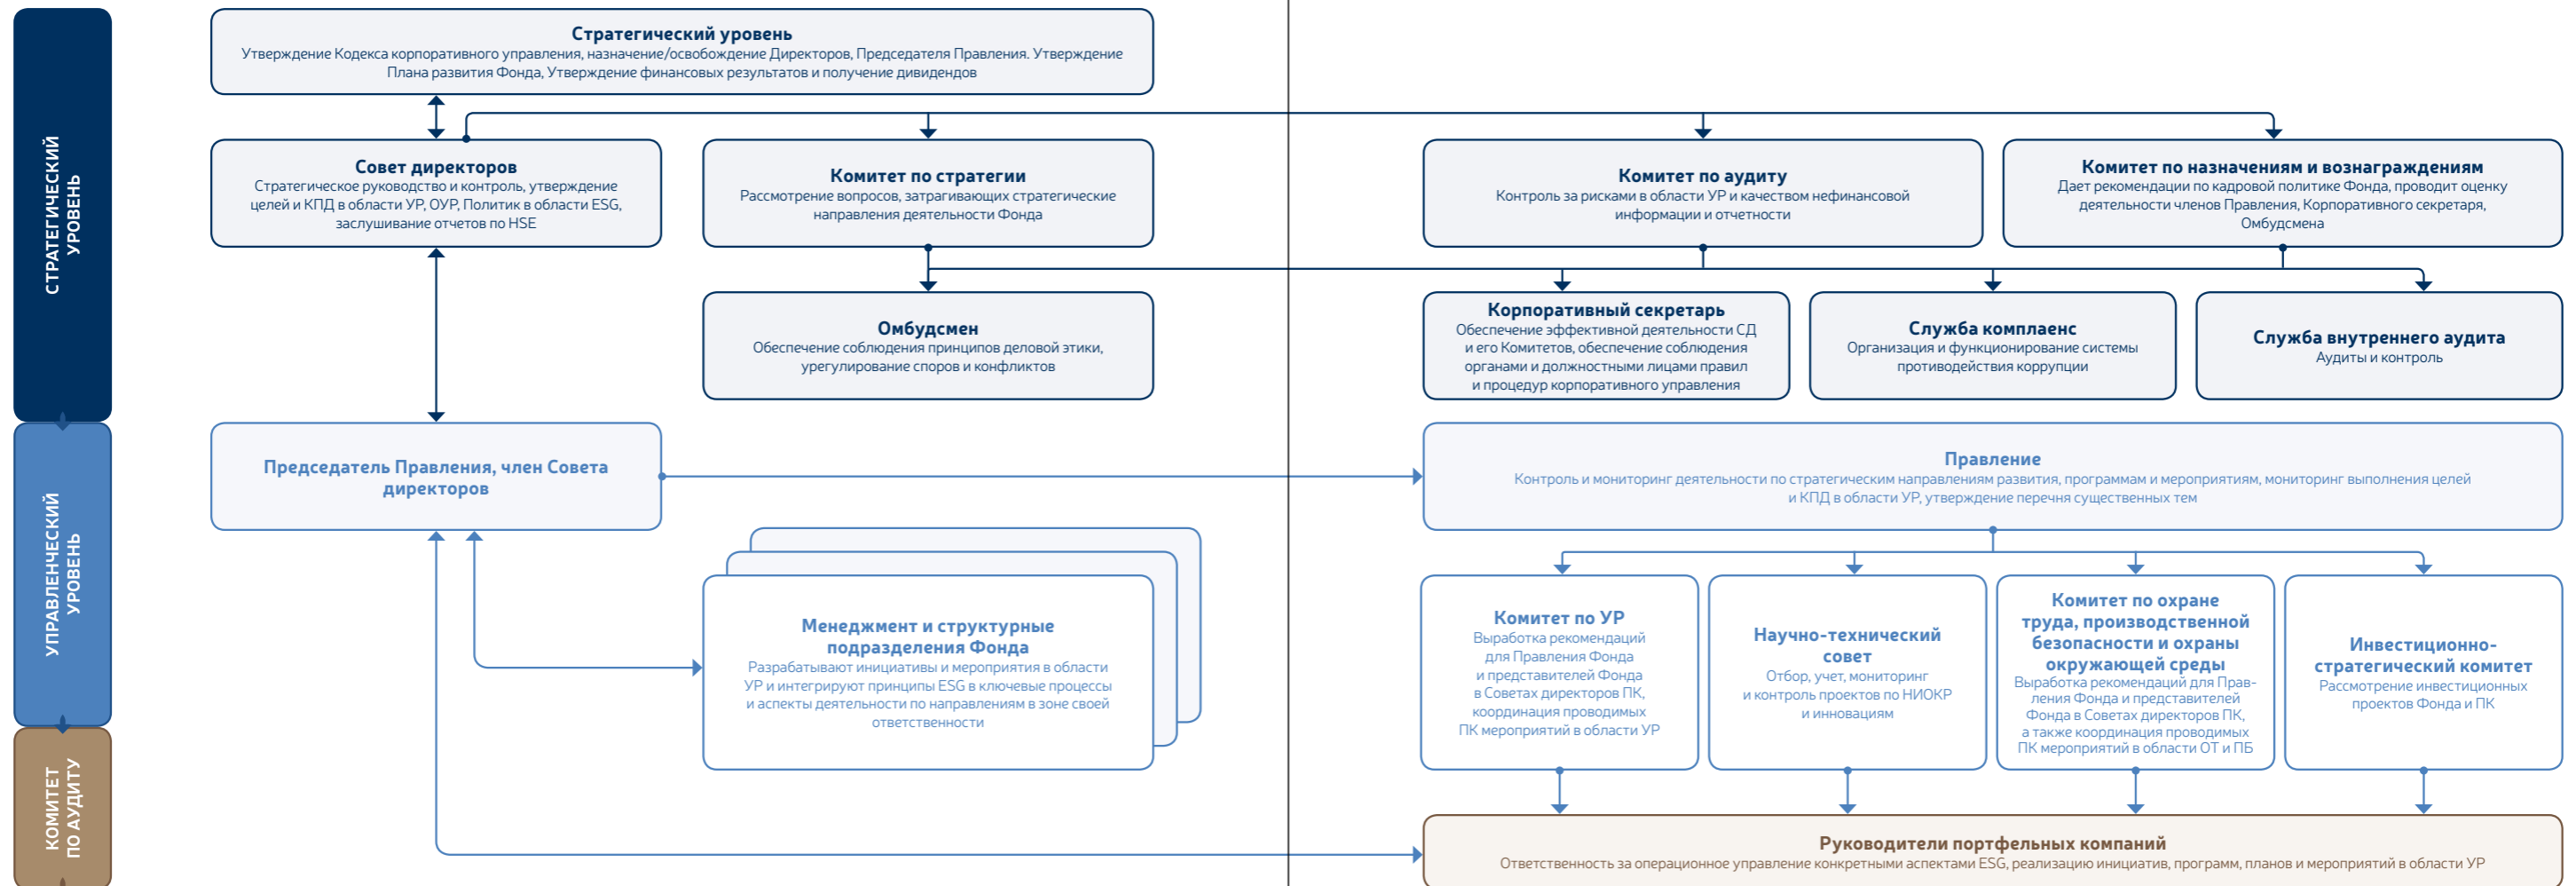 СТРАТЕГИЧЕСКИЙ
УРОВЕНЬ
Стратегический уровень
Утверждение Кодекса корпоративного управления, назначение/освобождение Директоров, Председателя Правления. Утверждение
Плана развития Фонда, Утверждение финансовых результатов и получение дивидендов
Совет директоров
Стратегическое руководство и контроль, утверждение
целей и КПД в области УР, ОУР, Политик в области ESG,
заслушивание отчетов по HSE
Комитет по стратегии
Рассмотрение вопросов, затрагивающих стратегические
направления деятельности Фонда
Комитет по аудиту
Контроль за рисками в области УР и качеством нефинансовой
информации и отчетности
Комитет по назначениям и вознаграждениям
Дает рекомендации по кадровой политике Фонда, проводит оценку
деятельности членов Правления, Корпоративного секретаря,
Омбудсмена
Омбудсмен
Обеспечение соблюдения принципов деловой этики,
урегулирование споров и конфликтов
Корпоративный секретарь
Обеспечение эффективной деятельности СД
и его Комитетов, обеспечение соблюдения
органами и должностными лицами правил
и процедур корпоративного управления
Служба комплаенс
Организация и функционирование системы
противодействия коррупции
Служба внутреннего аудита
Аудиты и контроль
УПРАВЛЕНЧЕСКИЙ
УРОВЕНЬ
Председатель Правления, член Совета
директоров
Правление
Контроль и мониторинг деятельности по стратегическим направлениям развития, программам и мероприятиям, мониторинг выполнения целей
и КПД в области УР, утверждение перечня существенных тем
Менеджмент и структурные
подразделения Фонда
Разрабатывают инициативы и мероприятия в области
УР и интегрируют принципы ESG в ключевые процессы
и аспекты деятельности по направлениям в зоне своей
ответственности
Комитет по УР
Выработка рекомендаций
для Правления Фонда
и представителей Фонда
в Советах директоров ПК,
координация проводимых
ПК мероприятий в области УР
Научно-технический
совет
Отбор, учет, мониторинг
и контроль проектов по НИОКР
и инновациям
Комитет по охране
труда, производственной
безопасности и охраны
окружающей среды
Выработка рекомендаций для Прав-
ления Фонда и представителей
Фонда в Советах директоров ПК,
а также координация проводимых
ПК мероприятий в области ОТ и ПБ
Инвестиционно-
стратегический комитет
Рассмотрение инвестиционных
проектов Фонда и ПК
КОМИТЕТ
ПО АУДИТУ
Руководители портфельных компаний
Ответственность за операционное управление конкретными аспектами ESG, реализацию инициатив, программ, планов и мероприятий в области УР